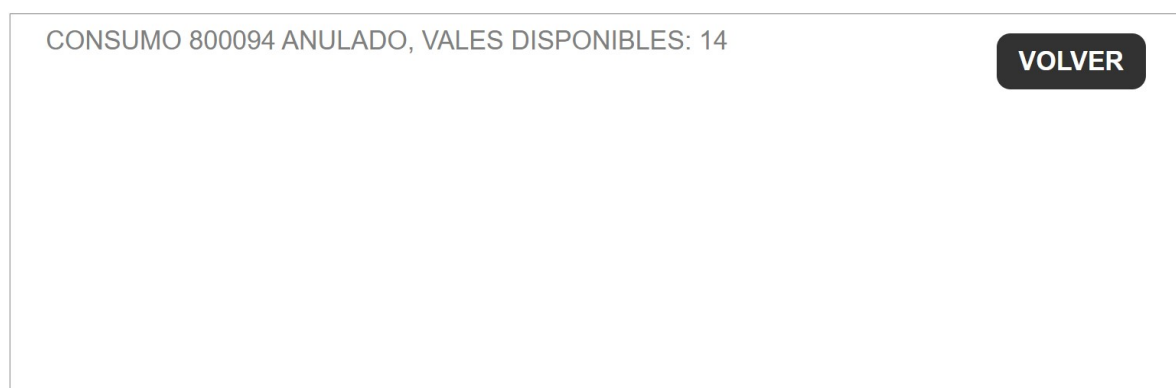 CONSUMO 800094 ANULADO, VALES DISPONIBLES: 14
VOLVER